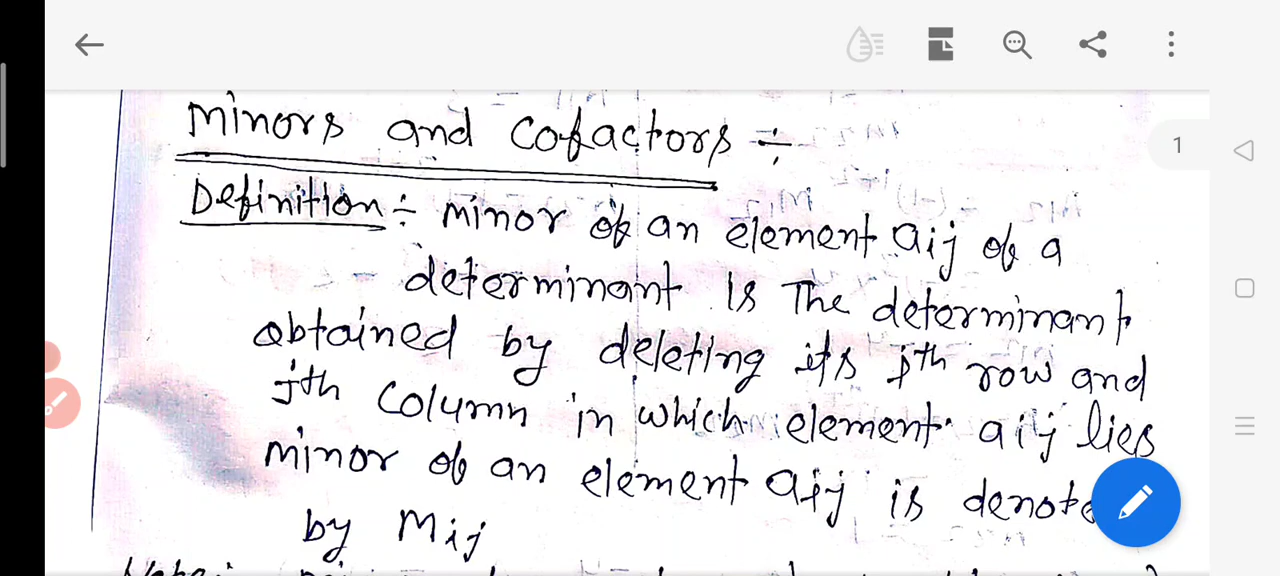 1
Minors and Cofactors ÷
Definition ÷ Minor of an element aij of a
determinant is The determinant
obtained by deleting its ith row and
jth column in which element aij lies
minor of an element aij is denote
by Mij